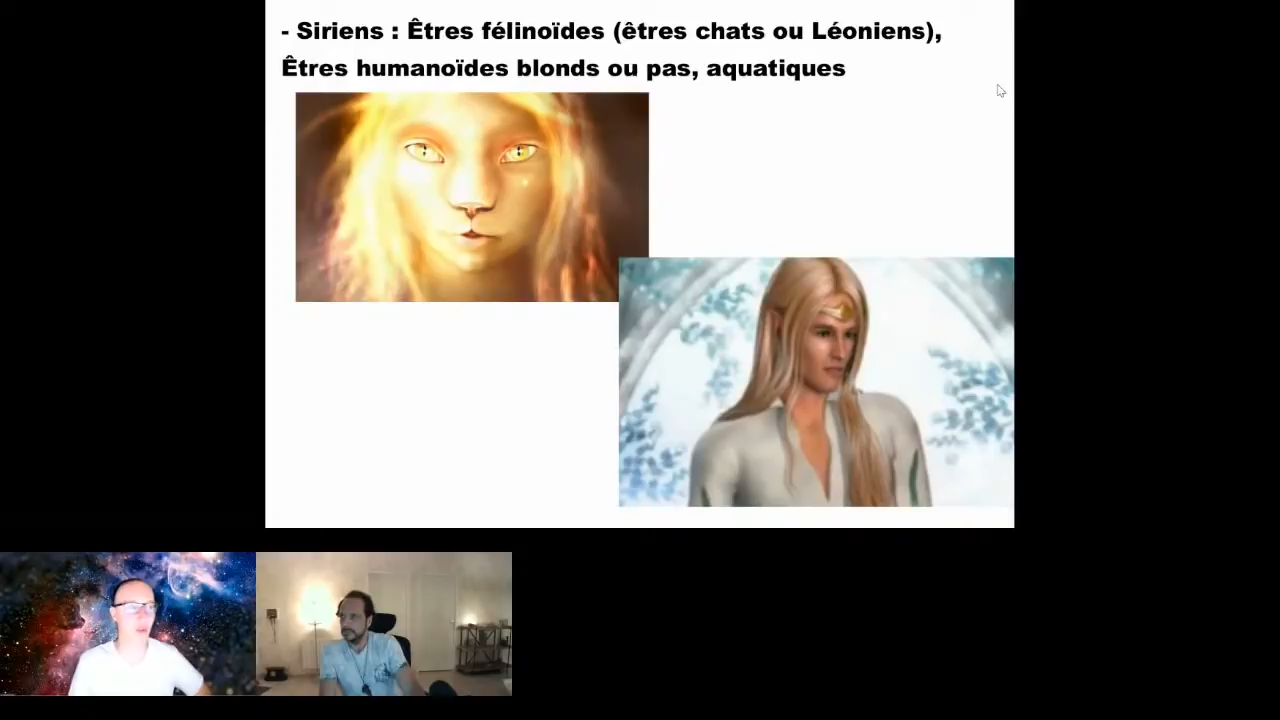 - Siriens : Êtres félinoïdes (êtres chats ou Léoniens),
Êtres humanoïdes blonds ou pas, aquatiques